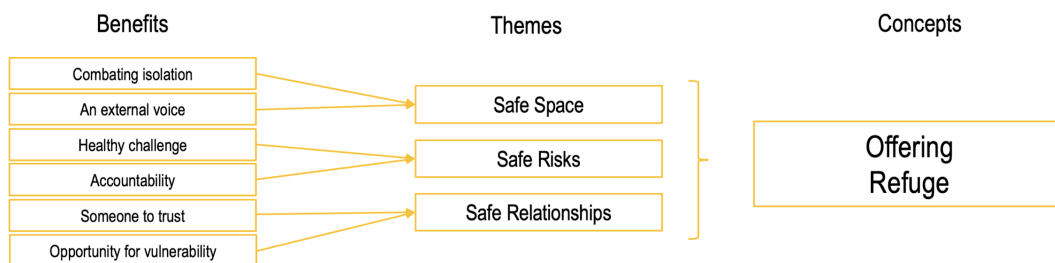 Benefits
Themes
Concepts
Combating isolation
An external voice
Healthy challenge
Accountability
Someone to trust
Opportunity for vulnerability
Safe Space
Safe Risks
Safe Relationships
Offering
Refuge